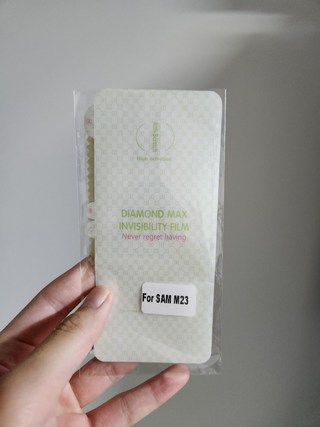 DIAMOND MAX
INVISIBILITY FILM
Never regret having
For SAM M23